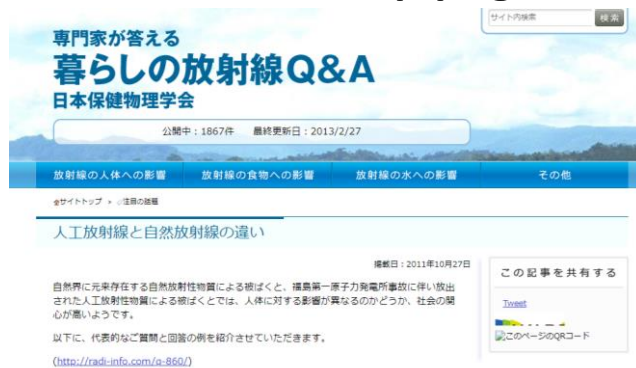 サイト内検索 検索
専門家が答える
暮らしの放射線Q&A
日本保健物理学会
公開中：1867件 最終更新日：2013/2/27
放射線の人体への影響 放射線の食物への影響 放射線の水への影響 その他
サイトトップ > 注目の話題
人工放射線と自然放射線の違い
掲載日：2011年10月27日
自然界に元来存在する自然放射性物質による被ばくと、福島第一原子力発電所事故に伴い放出
された人工放射性物質による被ばくとでは、人体に対する影響が異なるのかどうか、社会の関
心が高いようです。
以下に、代表的なご質問と回答の例を紹介させていただきます。
(http://radi-info.com/q-860/)
この記事を共有する
Tweet
このページのQRコード